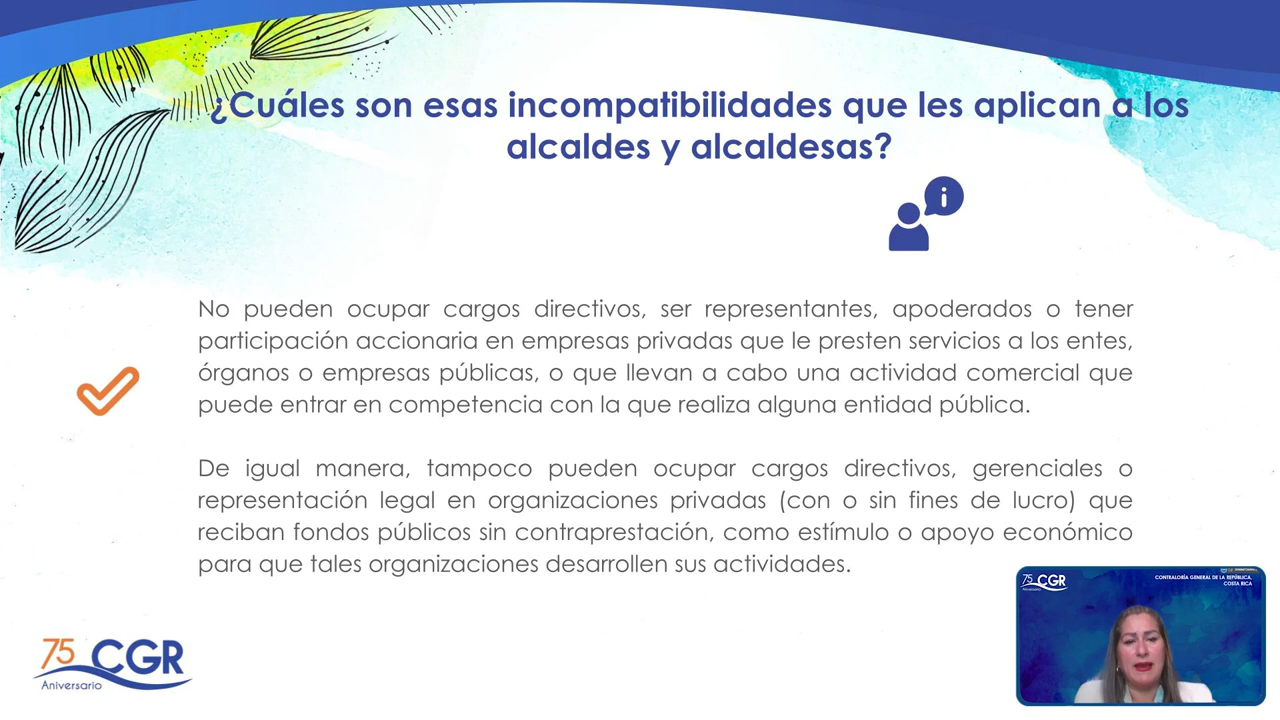 ¿Cuáles son esas incompatibilidades que les aplican a los
alcaldes y alcaldesas?
i
No pueden ocupar cargos directivos, ser representantes, apoderados o tener
participación accionaria en empresas privadas que le presten servicios a los entes,
órganos o empresas públicas, o que llevan a cabo una actividad comercial que
puede entrar en competencia con la que realiza alguna entidad pública.
De igual manera, tampoco pueden ocupar cargos directivos, gerenciales o
representación legal en organizaciones privadas (con o sin fines de lucro) que
reciban fondos públicos sin contraprestación, como estímulo o apoyo económico
para que tales organizaciones desarrollen sus actividades.
75 CGR
Aniversario
75 CGR
Aniversario
CONTRALORÍA GENERAL DE LA REPÚBLICA,
COSTA RICA